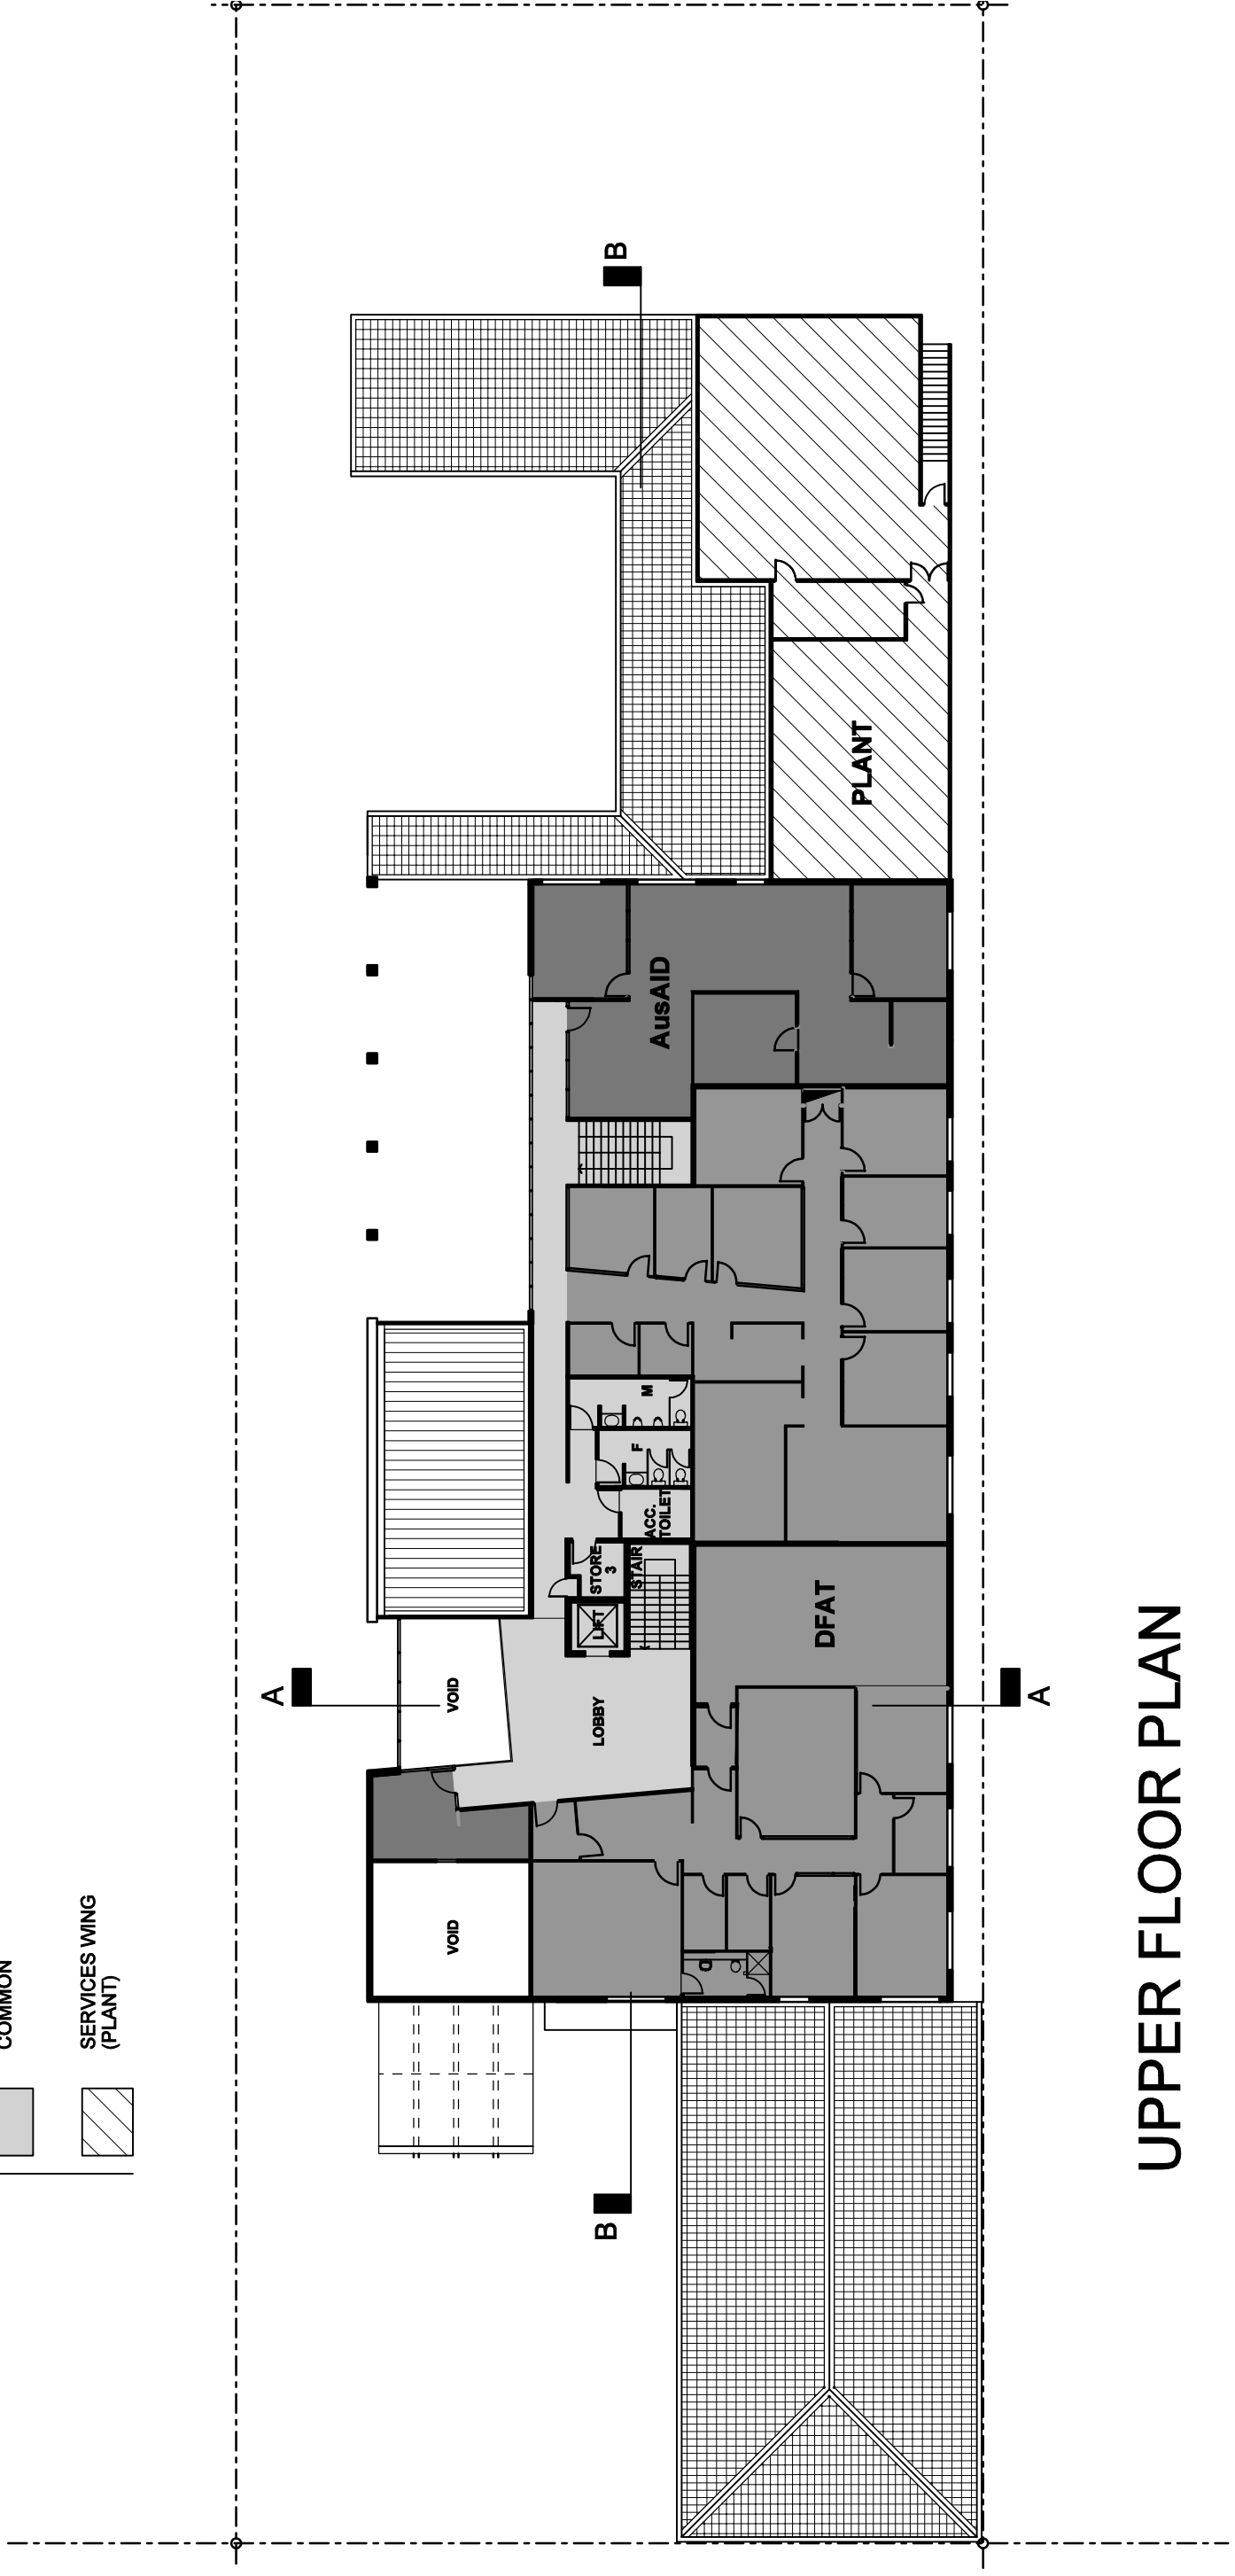 COMMON
SERVICES WING
(PLANT)
B
PLANT
AusAID
M
F
ACC.
TOILET
STORE
3
STAIR
LIFT
DFAT
A
VOID
LOBBY
A
VOID
B
UPPER FLOOR PLAN